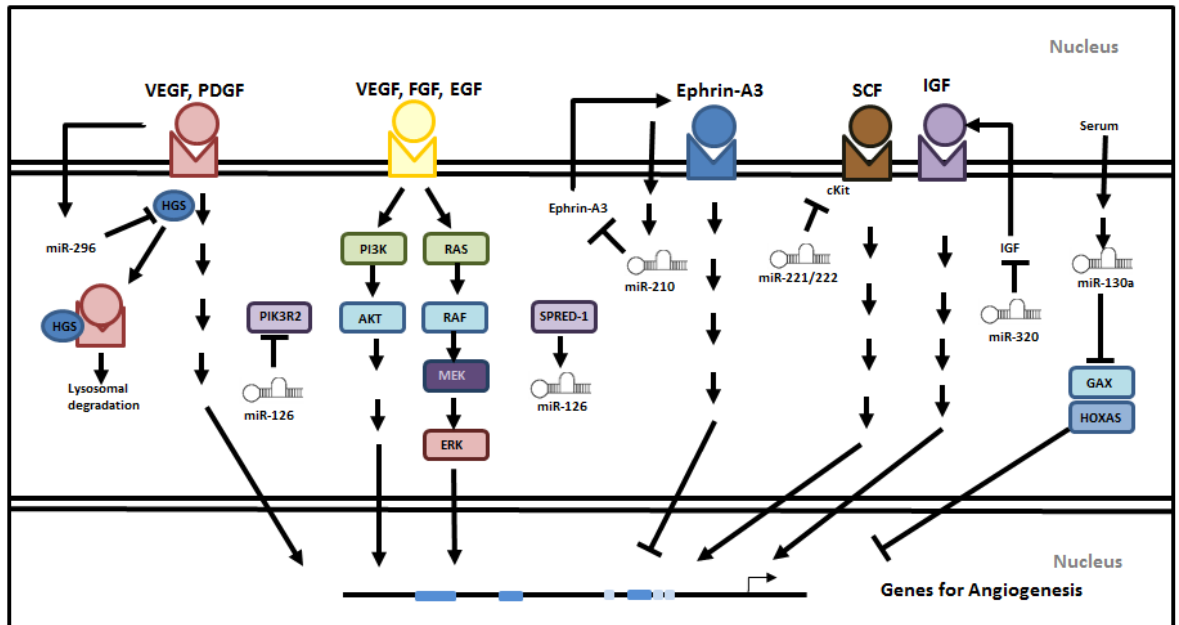 Nucleus
VEGF, PDGF
VEGF, FGF, EGF
Ephrin-A3
SCF
IGF
Serum
cKit
HGS
Ephrin-A3
miR-296
PI3K
RAS
IGF
miR-210
miR-221/222
miR-130a
HGS
PIK3R2
AKT
RAF
SPRED-1
miR-320
MEK
GAX
Lysosomal
degradation
miR-126
miR-126
HOXAS
ERK
Nucleus
Genes for Angiogenesis